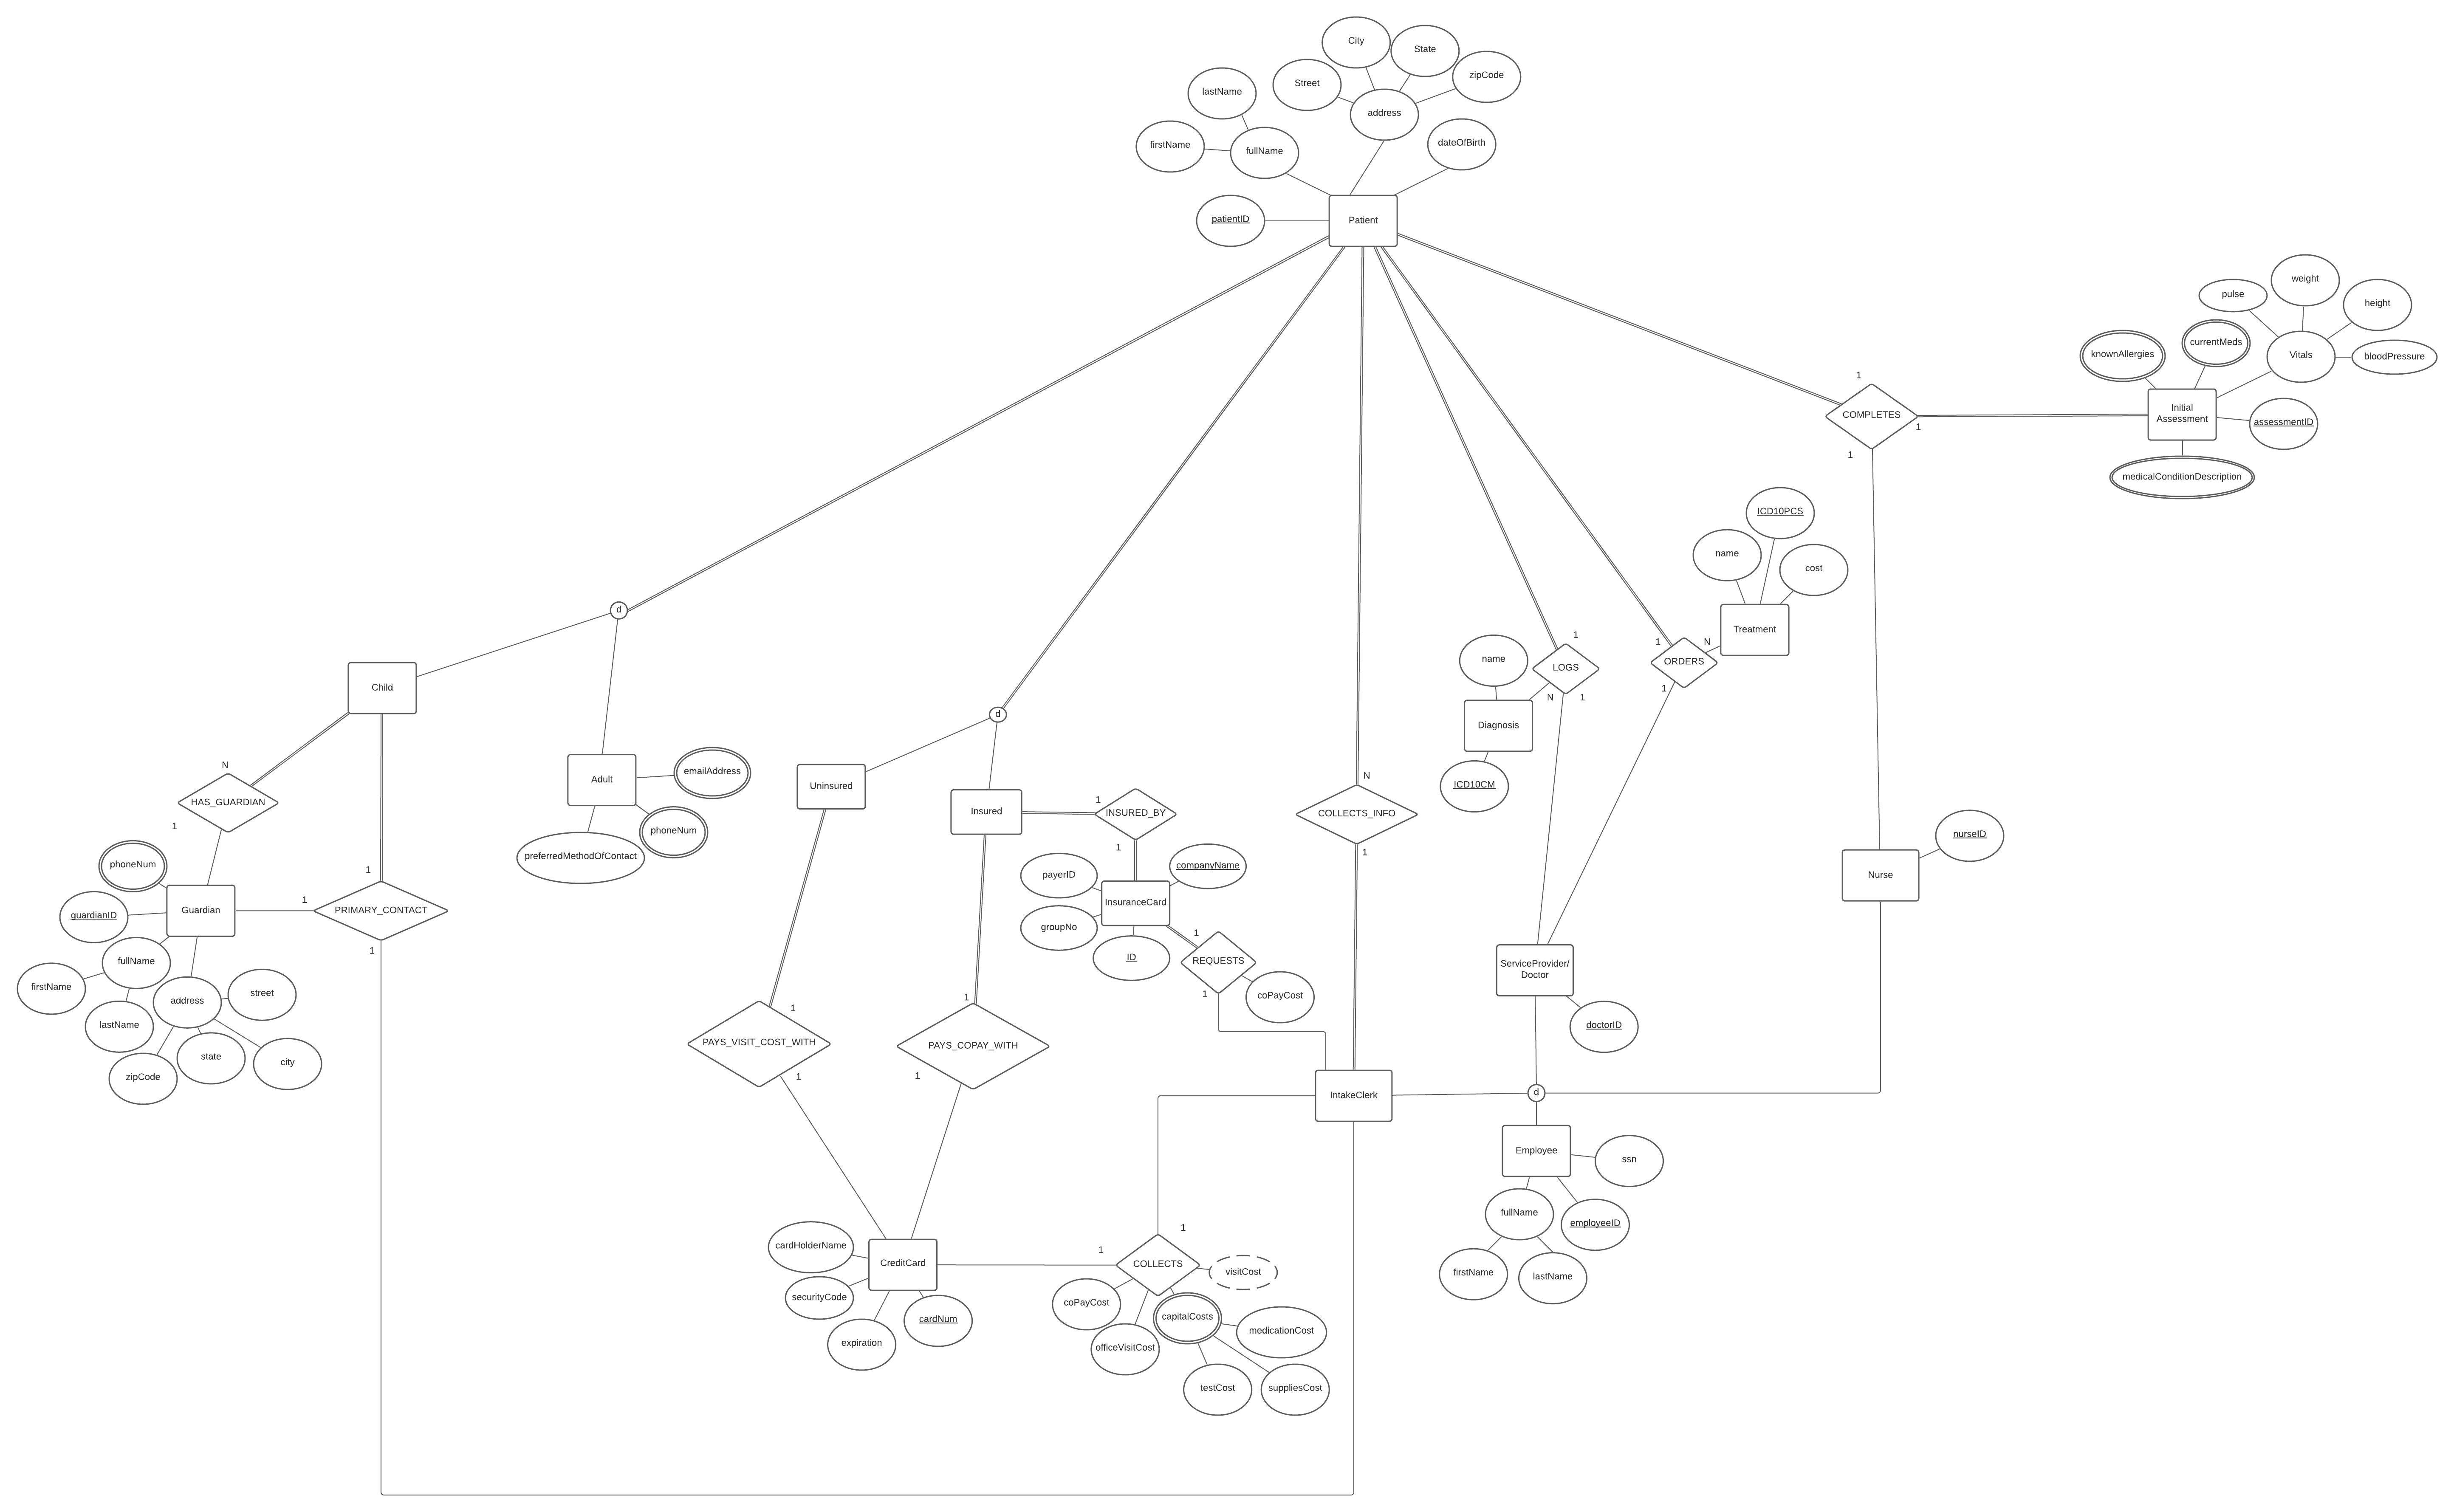 City
State
Street
zipCode
lastName
address
firstName
fullName
dateOfBirth
patientID
Patient
weight
pulse
height
currentMeds
knownAllergies
Vitals
bloodPressure
1
COMPLETES
1
1
Initial
Assessment
assessmentID
medicalConditionDescription
ICD10PCS
name
cost
Treatment
d
1
1
N
LOGS
ORDERS
name
N
1
1
Child
d
Diagnosis
ICD10CM
N
HAS_GUARDIAN
1
Adult
emailAddress
phoneNum
preferredMethodOfContact
Uninsured
Insured
1
INSURED_BY
1
N
COLLECTS_INFO
1
phoneNum
guardianID
Guardian
1
1
PRIMARY_CONTACT
1
payerID
companyName
InsuranceCard
groupNo
ID
1
REQUESTS
1
coPayCost
nurseID
Nurse
ServiceProvider/
Doctor
doctorID
fullName
firstName
lastName
address
street
state
city
zipCode
1
PAYS_VISIT_COST_WITH
1
1
PAYS_COPAY_WITH
1
IntakeClerk
d
Employee
ssn
fullName
employeeID
firstName
lastName
cardHolderName
CreditCard
securityCode
expiration
cardNum
1
1
COLLECTS
visitCost
coPayCost
capitalCosts
officeVisitCost
medicationCost
testCost
suppliesCost